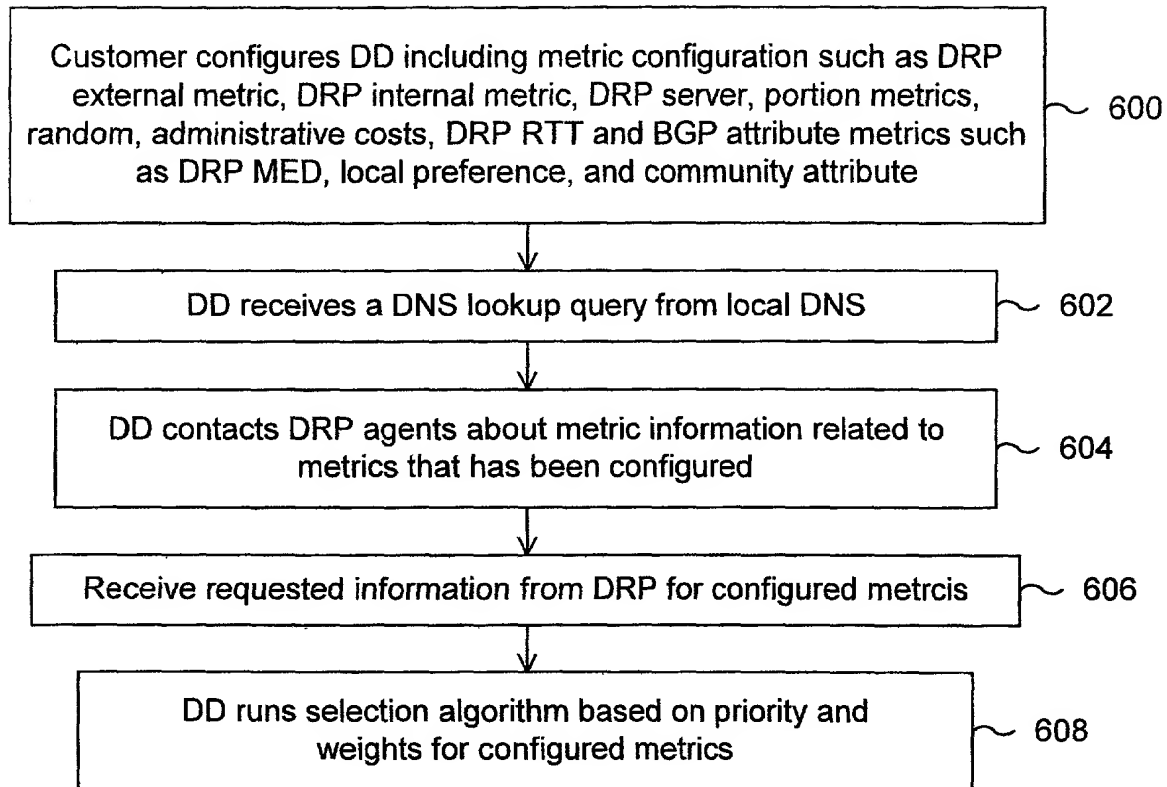 Customer configures DD including metric configuration such as DRP
external metric, DRP internal metric, DRP server, portion metrics,
random, administrative costs, DRP RTT and BGP attribute metrics such
as DRP MED, local preference, and community attribute
600
DD receives a DNS lookup query from local DNS
602
DD contacts DRP agents about metric information related to
metrics that has been configured
604
Receive requested information from DRP for configured metrcis
606
DD runs selection algorithm based on priority and
weights for configured metrics
608